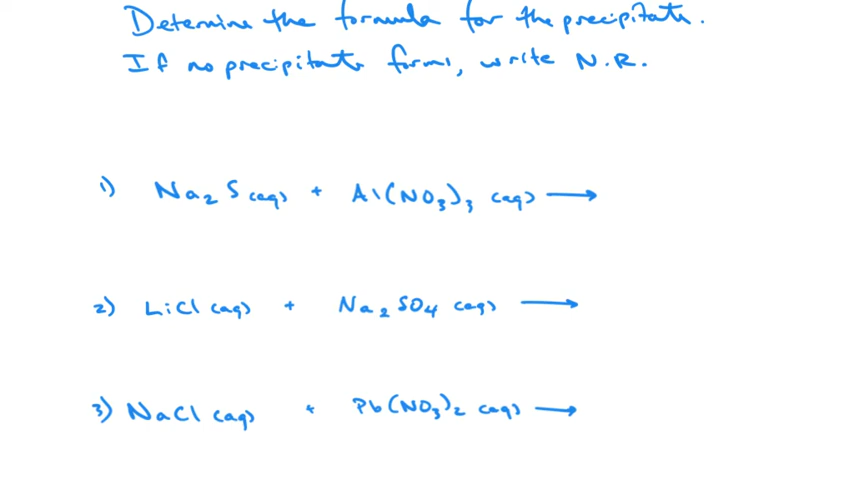 Determine the formula for the precipitate.
If no precipitate forms, write N.R.
1) Na₂S (aq) + Al(NO₃)₃ (aq) →
2) LiCl (aq) + Na₂SO₄ (aq) →
3) NaCl (aq) + Pb(NO₃)₂ (aq) →